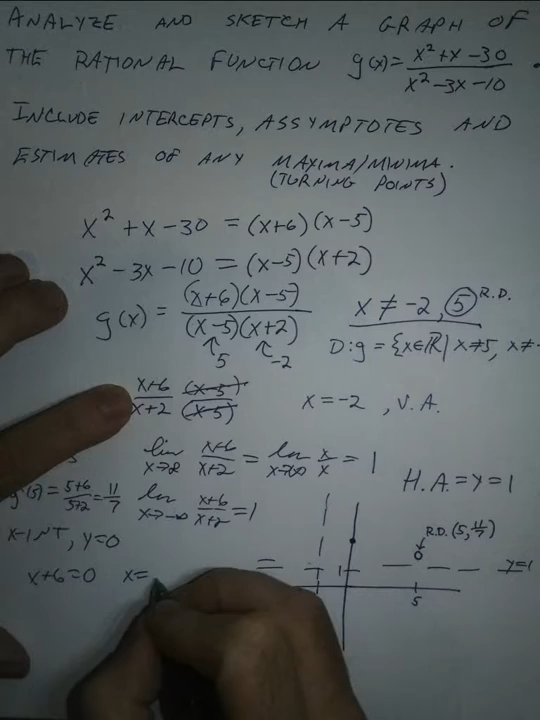 ANALYZE AND SKETCH A GRAPH OF
THE RATIONAL FUNCTION g(x) = (x²+x-30)/(x²-3x-10) .
INCLUDE INTERCEPTS, ASSYMPTOTES AND
ESTIMATES OF ANY MAXIMA/MINIMA.
(TURNING POINTS)
x² + x - 30 = (x+6)(x-5)
x² - 3x - 10 = (x-5)(x+2)
g(x) = (x+6)(x-5)/(x-5)(x+2)
x ≠ -2, 5 R.D.
5 -2
D: g = {x∈ℝ | x≠5, x≠
x+6/x+2 (x-5)/(x-5)
x = -2 , V.A.
lim x→∞ x+6/x+2 = lim x→∞ x/x = 1
H.A. = y = 1
(5) = 5+6/5+2 = 11/7
lim x→-∞ x+6/x+2 = 1
X-INT, y=0
R.D. (5, 11/7)
x+6=0 x=
1
y=1
5